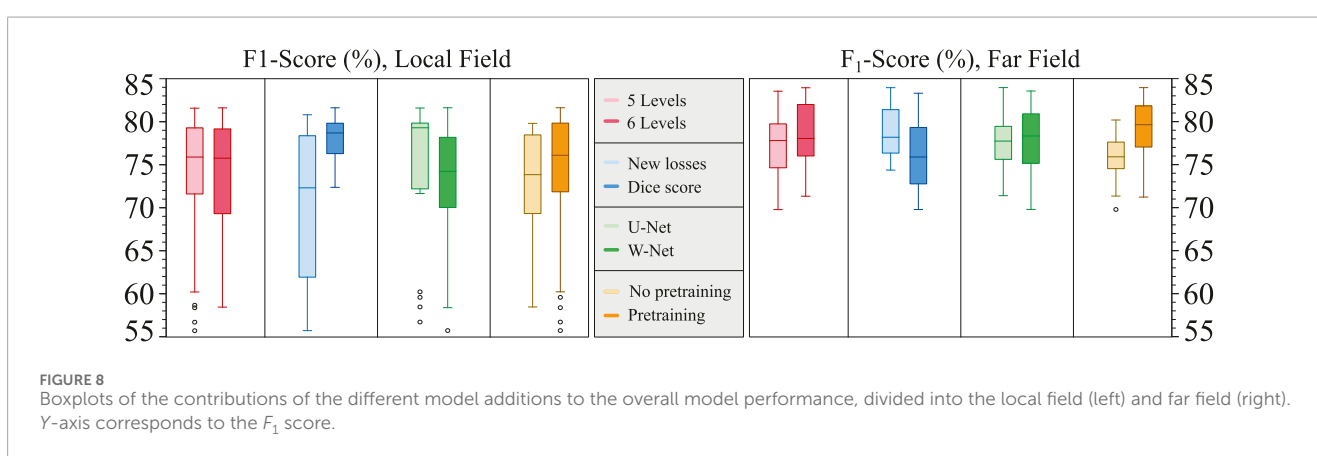 F1-Score (%), Local Field
F₁-Score (%), Far Field
85
80
75
70
65
60
55
5 Levels
6 Levels
New losses
Dice score
U-Net
W-Net
No pretraining
Pretraining
85
80
75
70
65
60
55
FIGURE 8
Boxplots of the contributions of the different model additions to the overall model performance, divided into the local field (left) and far field (right).
Y-axis corresponds to the F₁ score.